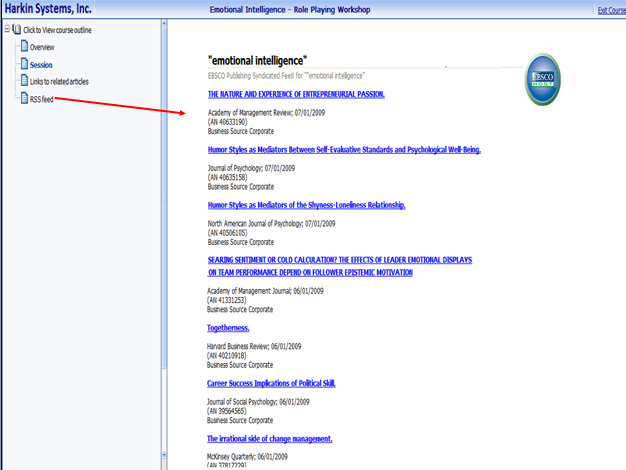 Harkin Systems, Inc.
Emotional Intelligence - Role Playing Workshop
Exit Course
Click to View course outline
Overview
Session
Links to related articles
RSS feed
"emotional intelligence"
EBSCO Publishing Syndicated Feed for ""emotional inteligence"
EBSCO
HOST
THE NATURE AND EXPERIENCE OF ENTREPRENEURIAL PASSION.
Academy of Management Review; 07/01/2009
(AN 40633190)
Business Source Corporate
Humor Styles as Mediators Between Self-Evaluative Standards and Psychological Well-Being.
Journal of Psychology; 07/01/2009
(AN 40635158)
Business Source Corporate
Humor Styles as Mediators of the Shyness-Loneliness Relationship.
North American Journal of Psychology; 07/01/2009
(AN 40506105)
Business Source Corporate
SEARING SENTIMENT OR COLD CALCULATION? THE EFFECTS OF LEADER EMOTIONAL DISPLAYS
ON TEAM PERFORMANCE DEPEND ON FOLLOWER EPISTEMIC MOTIVATION
Academy of Management Journal; 06/01/2009
(AN 41331253)
Business Source Corporate
Togetherness.
Harvard Business Review; 06/01/2009
(AN 40210918)
Business Source Corporate
Career Success Implications of Political Skill.
Journal of Social Psychology; 06/01/2009
(AN 39564565)
Business Source Corporate
The irrational side of change management.
McKinsey Quarterly; 06/01/2009
(AN 37817229)